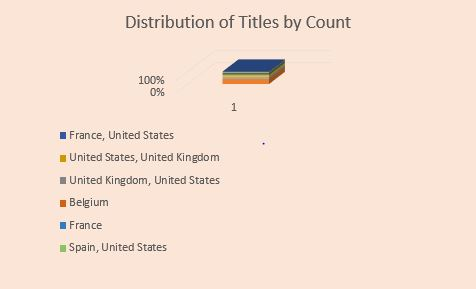 Distribution of Titles by Count
100%
0%
1
France, United States
United States, United Kingdom
United Kingdom, United States
Belgium
France
Spain, United States